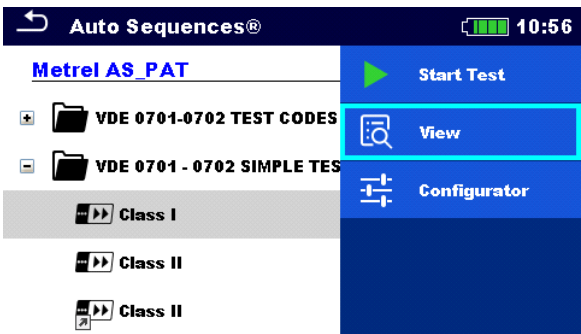 Auto Sequences®
10:56
Metrel AS_PAT
VDE 0701-0702 TEST CODES
VDE 0701 - 0702 SIMPLE TES
Class I
Class II
Class II
Start Test
View
Configurator